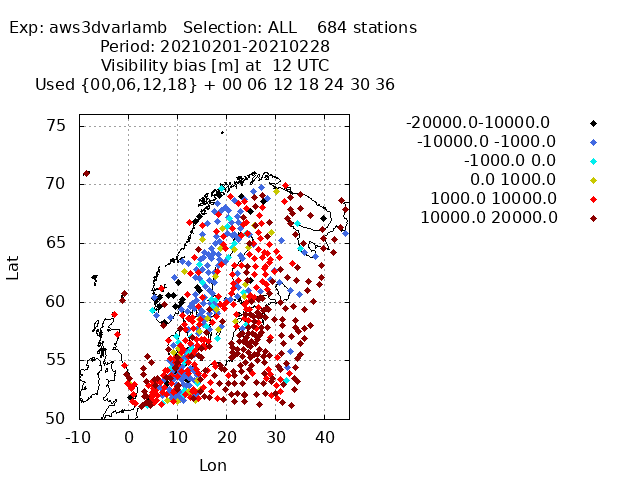 Exp: aws3dvarlamb   Selection: ALL    684 stations
Period: 20210201-20210228
Visibility bias [m] at  12 UTC
Used {00,06,12,18} + 00 06 12 18 24 30 36
-20000.0-10000.0
-10000.0 -1000.0
-1000.0 0.0
0.0 1000.0
1000.0 10000.0
10000.0 20000.0
75
70
65
60
55
50
Lat
-10 0 10 20 30 40
Lon